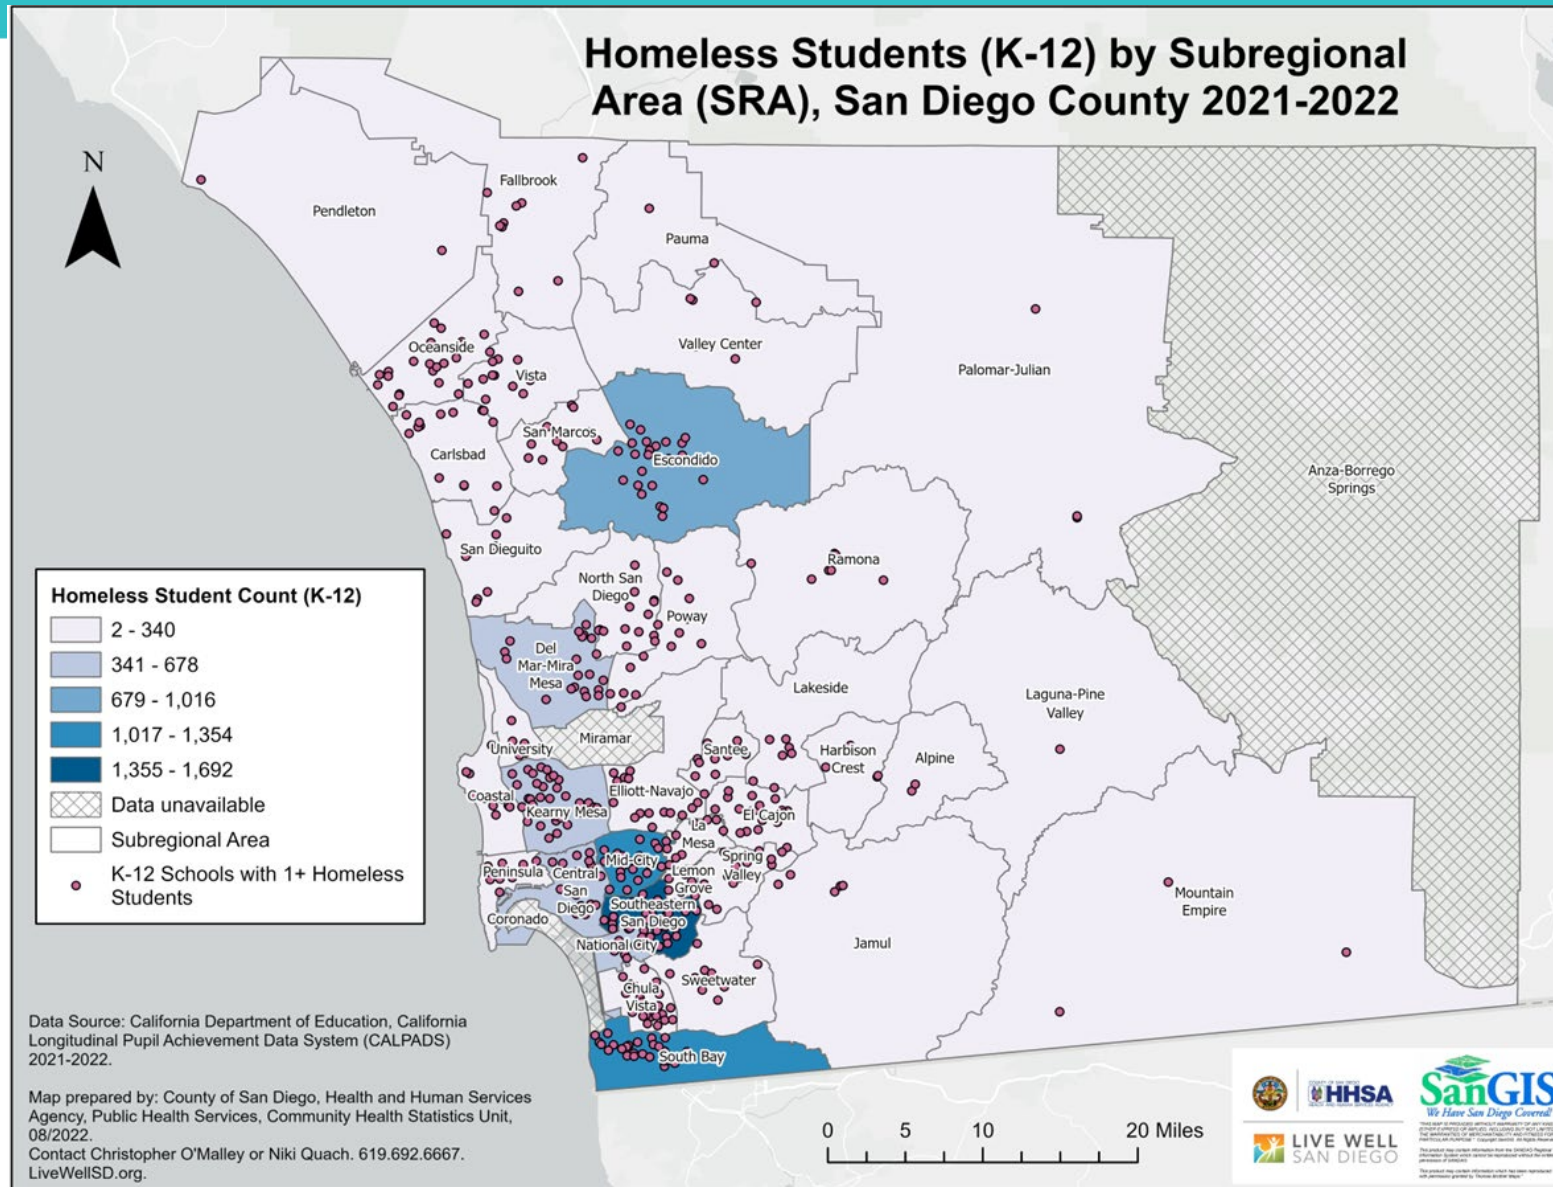 Homeless Students (K-12) by Subregional
Area (SRA), San Diego County 2021-2022
N
Pendleton
Fallbrook
Pauma
Oceanside
Vista
Valley Center
Palomar-Julian
San Marcos
Carlsbad
Escondido
Anza-Borrego
Springs
San Dieguito
North San
Diego
Ramona
Poway
Del
Mar-Mira
Mesa
Lakeside
Laguna-Pine
Valley
University
Miramar
Santee
Harbison
Crest
Alpine
Coastal
Kearny Mesa
Elliott-Navajo
El Cajon
La
Mesa
Peninsula
Central
San
Diego
Mid-City
Lemon
Grove
Spring
Valley
Coronado
Southeastern
San Diego
National City
Mountain
Empire
Jamul
Chula
Vista
Sweetwater
South Bay
Homeless Student Count (K-12)
2 - 340
341 - 678
679 - 1,016
1,017 - 1,354
1,355 - 1,692
Data unavailable
Subregional Area
K-12 Schools with 1+ Homeless
Students
Data Source: California Department of Education, California
Longitudinal Pupil Achievement Data System (CALPADS)
2021-2022.
Map prepared by: County of San Diego, Health and Human Services
Agency, Public Health Services, Community Health Statistics Unit,
08/2022.
Contact Christopher O'Malley or Niki Quach. 619.692.6667.
LiveWellSD.org.
0 5 10 20 Miles
HHSA
LIVE WELL
SAN DIEGO
SanGIS
We Have San Diego Covered!